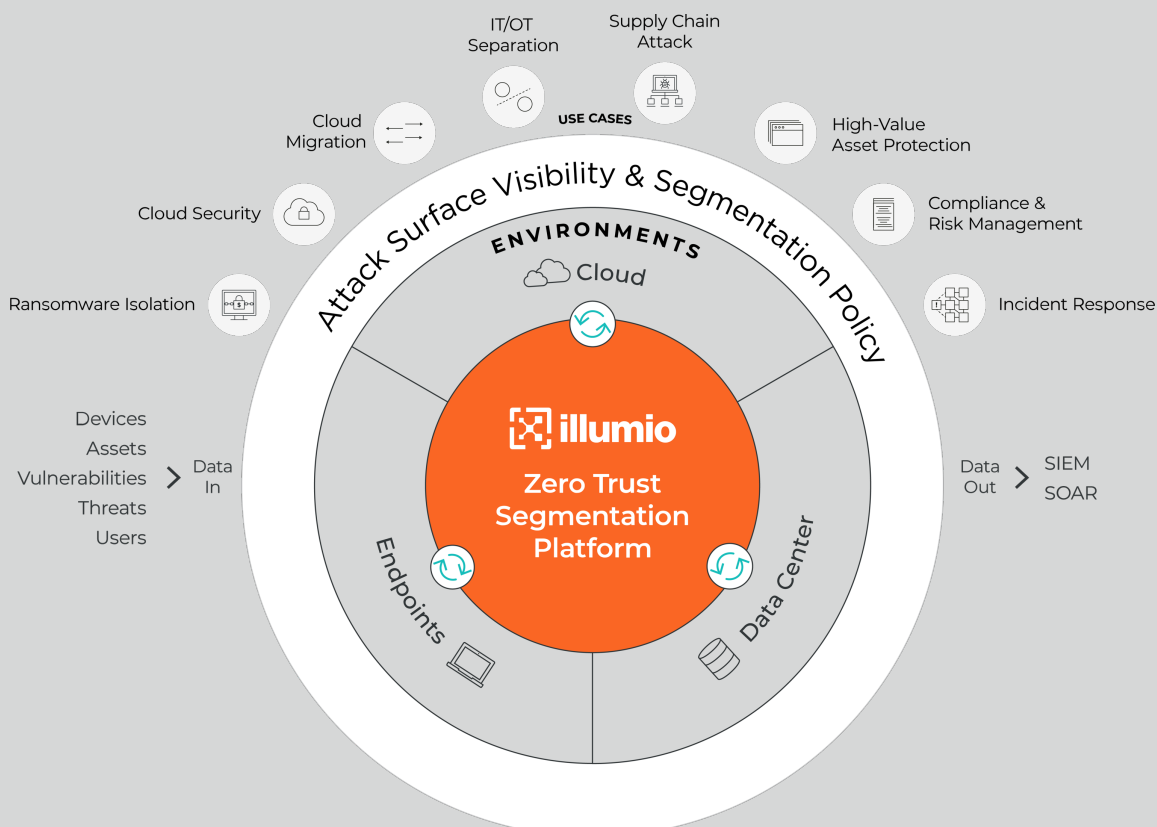 IT/OT
Separation
Supply Chain
Attack
USE CASES
Cloud
Migration
High-Value
Asset Protection
Cloud Security
Compliance &
Risk Management
Ransomware Isolation
Incident Response
Attack Surface Visibility & Segmentation Policy
ENVIRONMENTS
Cloud
illumio
Zero Trust
Segmentation
Platform
Endpoints
Data Center
Devices
Assets
Vulnerabilities
Threats
Users
Data
In
Data
Out
SIEM
SOAR